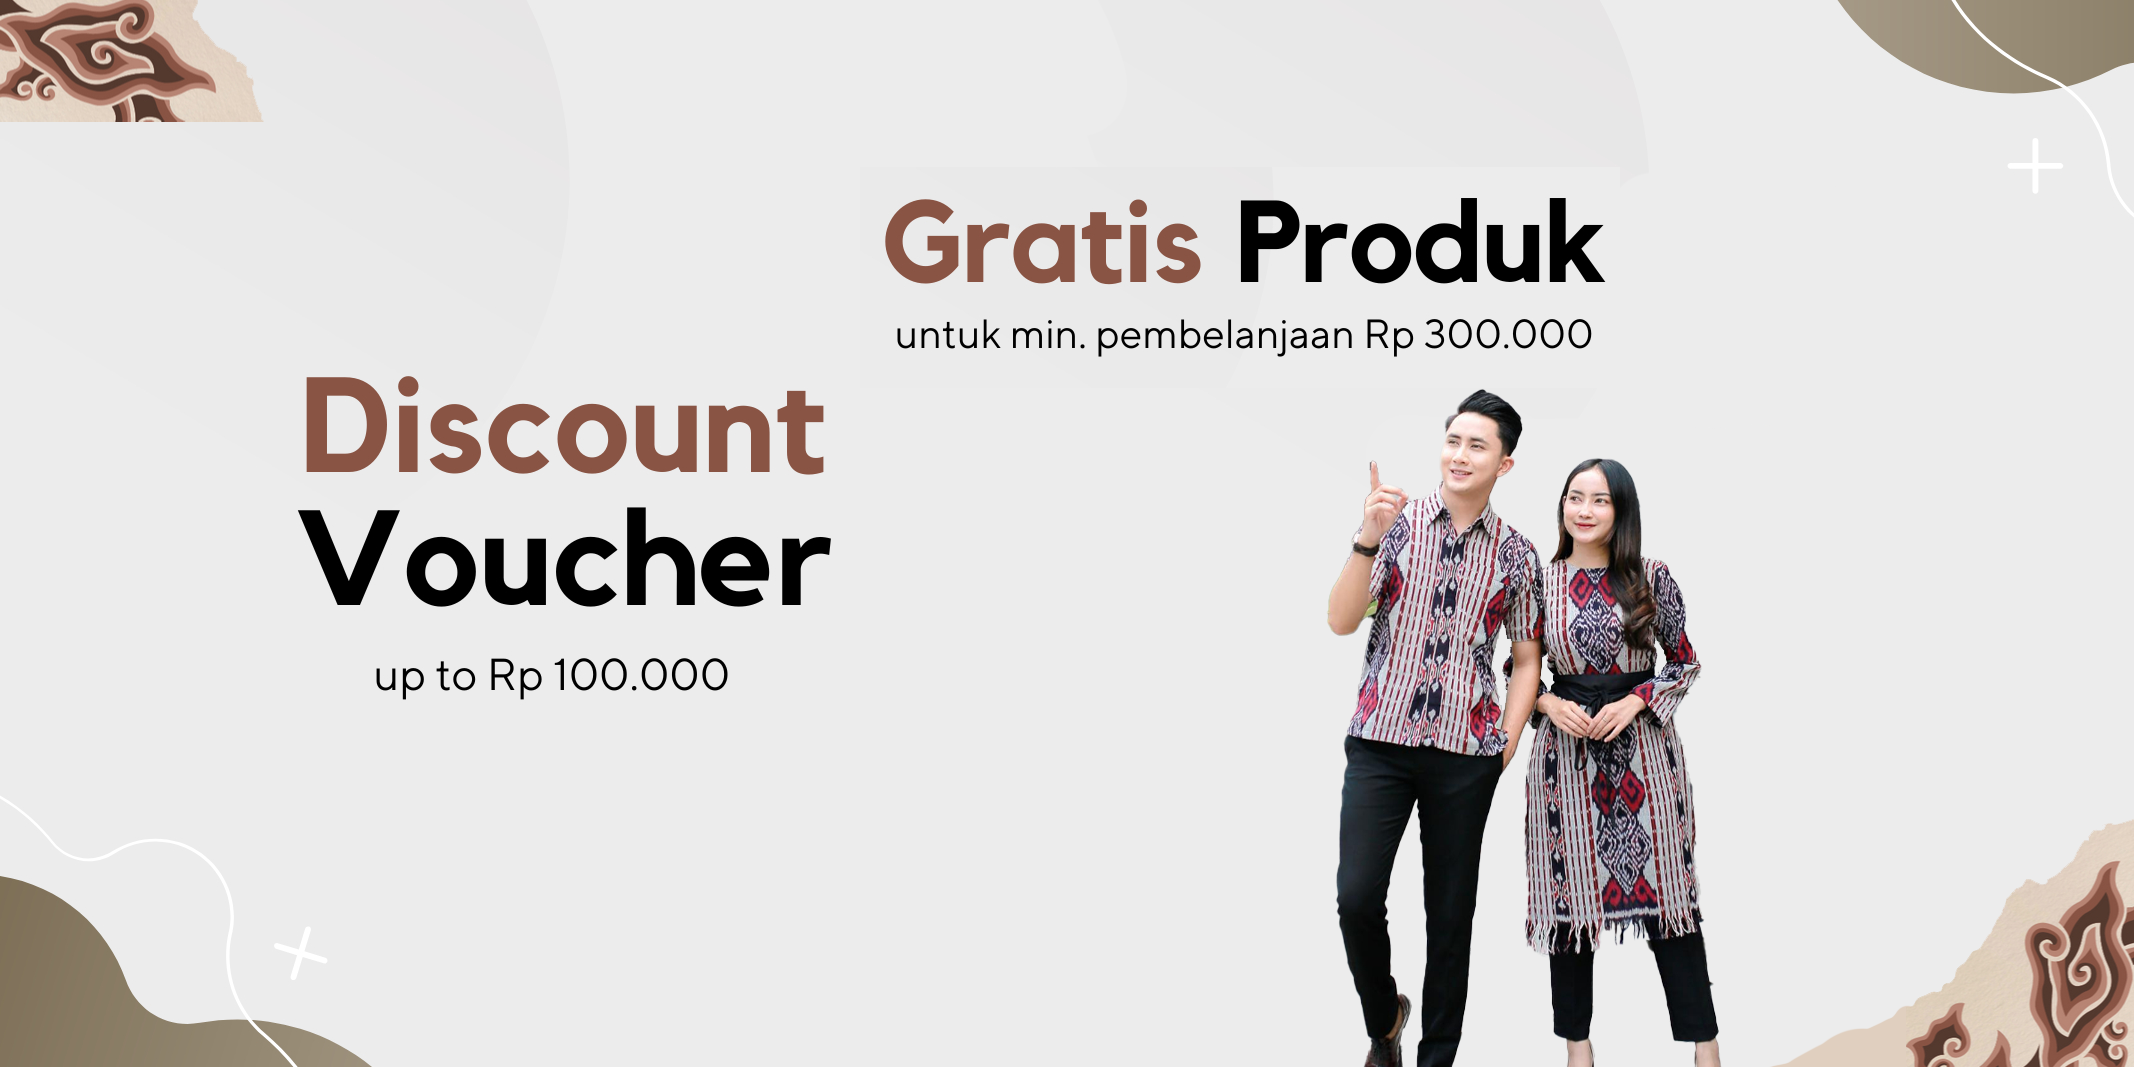 Gratis Produk
untuk min. pembelanjaan Rp 300.000
Discount
Voucher
up to Rp 100.000